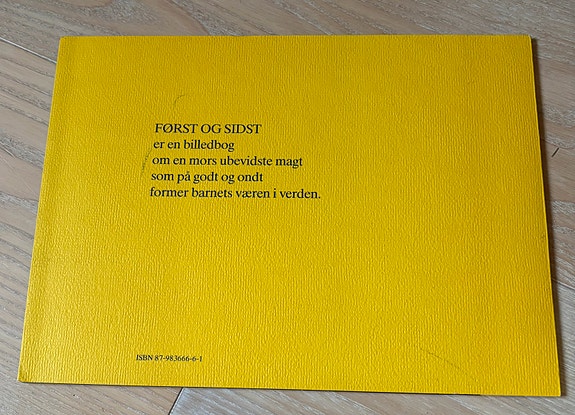 FØRST OG SIDST
er en billedbog
om en mors ubevidste magt
som på godt og ondt
former barnets væren i verden.
ISBN 87-983666-6-1